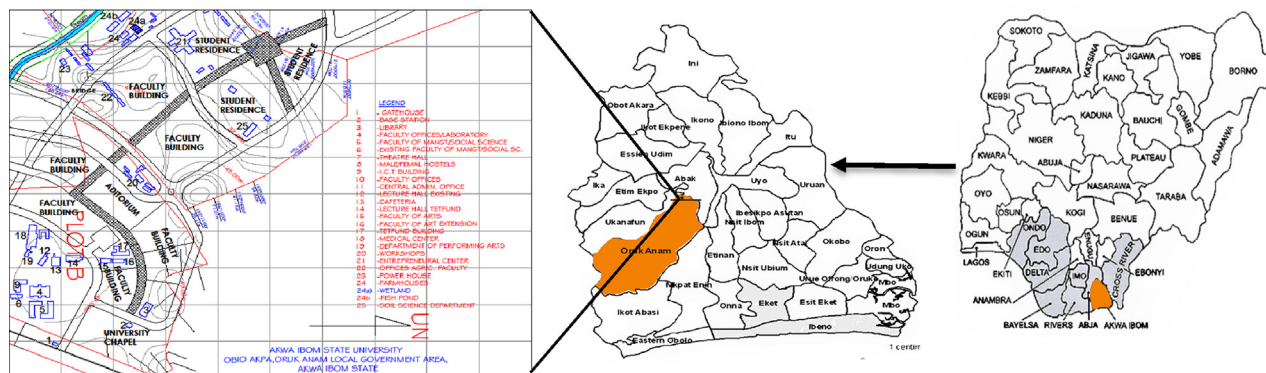 24b
24a
24
21
STUDENT
RESIDENCE
STUDENT
RESIDENCE
23
BRIDGE
22
FACULTY
BUILDING
STUDENT
RESIDENCE
25
FACULTY
BUILDING
FACULTY
BUILDING
20
ADITORIUM
FACULTY
BUILDING
FACULTY
BUILDING
FACULTY
BUILDING
PLOT B
18
12
19
13
14
17
16
9
8
2
UNIVERSITY
CHAPEL
1
UN
LEGEND
1 - GATEHOUSE
2 - BASE STATION
3 - LIBRARY
4 - FACULTY OFFICES/LABORATORY
5 - FACULTY OF MANGT/SOCIAL SCIENCE
6 - EXISTING FACULTY OF MANGT/SOCIAL SC.
7 - THEATRE HALL
8 - MALE/FEMAL HOSTELS
9 - I.C.T BUILDING
10 - FACULTY OFFICES
11 - CENTRAL ADMIN. OFFICE
12 - LECTURE HALL EXISTING
13 - CAFETERIA
14 - LECTURE HALL TETFUND
15 - FACULTY OF ARTS
16 - FACULTY OF ART EXTENSION
17 - TETFUND BUILDING
18 - MEDICAL CENTER
19 - DEPARTMENT OF PERFORMING ARTS
20 - WORKSHOPS
21 - ENTREPRENEURAL CENTER
22 - OFFICES AGRIC. FACULTY
23 - POWER HOUSE
24 - FARMHOUSES
24a) - WETLAND
24b - FISH POND
25 - SOIL SCIENCE DEPARTMENT
AKWA IBOM STATE UNIVERSITY
OBIO AKPA,ORUK ANAM LOCAL GOVERNMENT AREA,
AKWA IBOM STATE
Ini
Obot Akara
Ikono
Ibiono Ibom
Ikot Ekpene
Itu
Essien Udim
Abak
Uyo
Ika
Etim Ekpo
Uruan
Ukanafun
Ibesikpo Asutan
Nsit Ibom
Oruk Anam
Nsit Atai
Okobo
Etinan
Oron
Nsit Ubium
Udung Uko
Urue Offong/Oruko
Mkpat Enin
Mbo
Eket
Esit Eket
Onna
Mbo
Ikot Abasi
Ibeno
Eastern Obolo
1 centim
SOKOTO
KATSINA
JIGAWA
YOBE
BORNO
ZAMFARA
KANO
KEBBI
KADUNA
BAUCHI
GOMBE
ADAMAWA
NIGER
KWARA
ABUJA
PLATEAU
NASARAWA
TARABA
OYO
OSUN
KOGI
BENUE
OGUN
ONDO
EDO
LAGOS
EKITI
DELTA
IMO
CROSS RIVER
EBONYI
ANAMBRA
BAYELSA
RIVERS
ABJA
AKWA IBOM